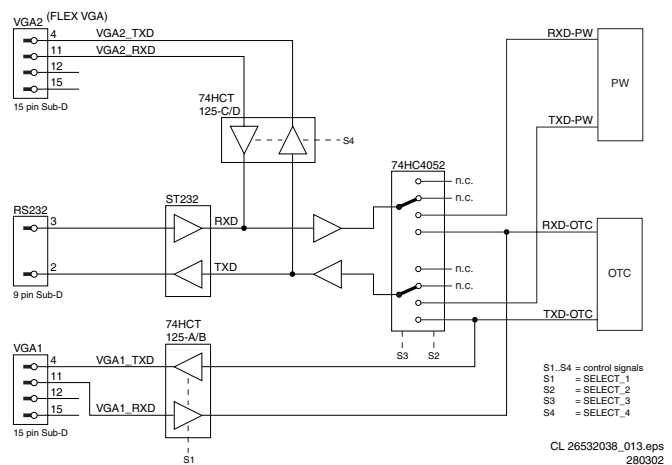 (FLEX VGA)
VGA2
4 VGA2_TXD
11 VGA2_RXD
12
15
15 pin Sub-D
74HCT
125-C/D
S4
RXD-PW
PW
TXD-PW
74HC4052
n.c.
n.c.
RS232
ST232
3
RXD
RXD-OTC
2
TXD
n.c.
n.c.
OTC
9 pin Sub-D
TXD-OTC
74HCT
125-A/B
S3 S2
VGA1
4 VGA1_TXD
11
12
15 VGA1_RXD
15 pin Sub-D
S1
S1..S4 = control signals
S1 = SELECT_1
S2 = SELECT_2
S3 = SELECT_3
S4 = SELECT_4
CL 26532038_013.eps
280302